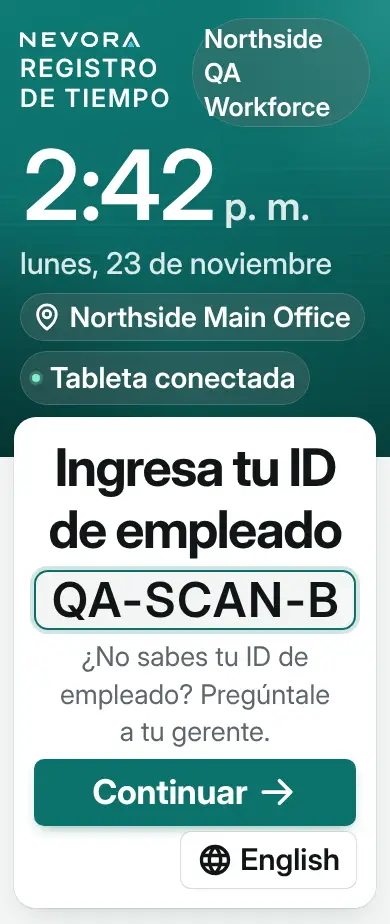 NEVORA
REGISTRO
DE TIEMPO
Northside
QA
Workforce
2:42 p. m.
lunes, 23 de noviembre
Northside Main Office
Tableta conectada
Ingresa tu ID
de empleado
QA-SCAN-B
¿No sabes tu ID de
empleado? Pregúntale
a tu gerente.
Continuar →
English